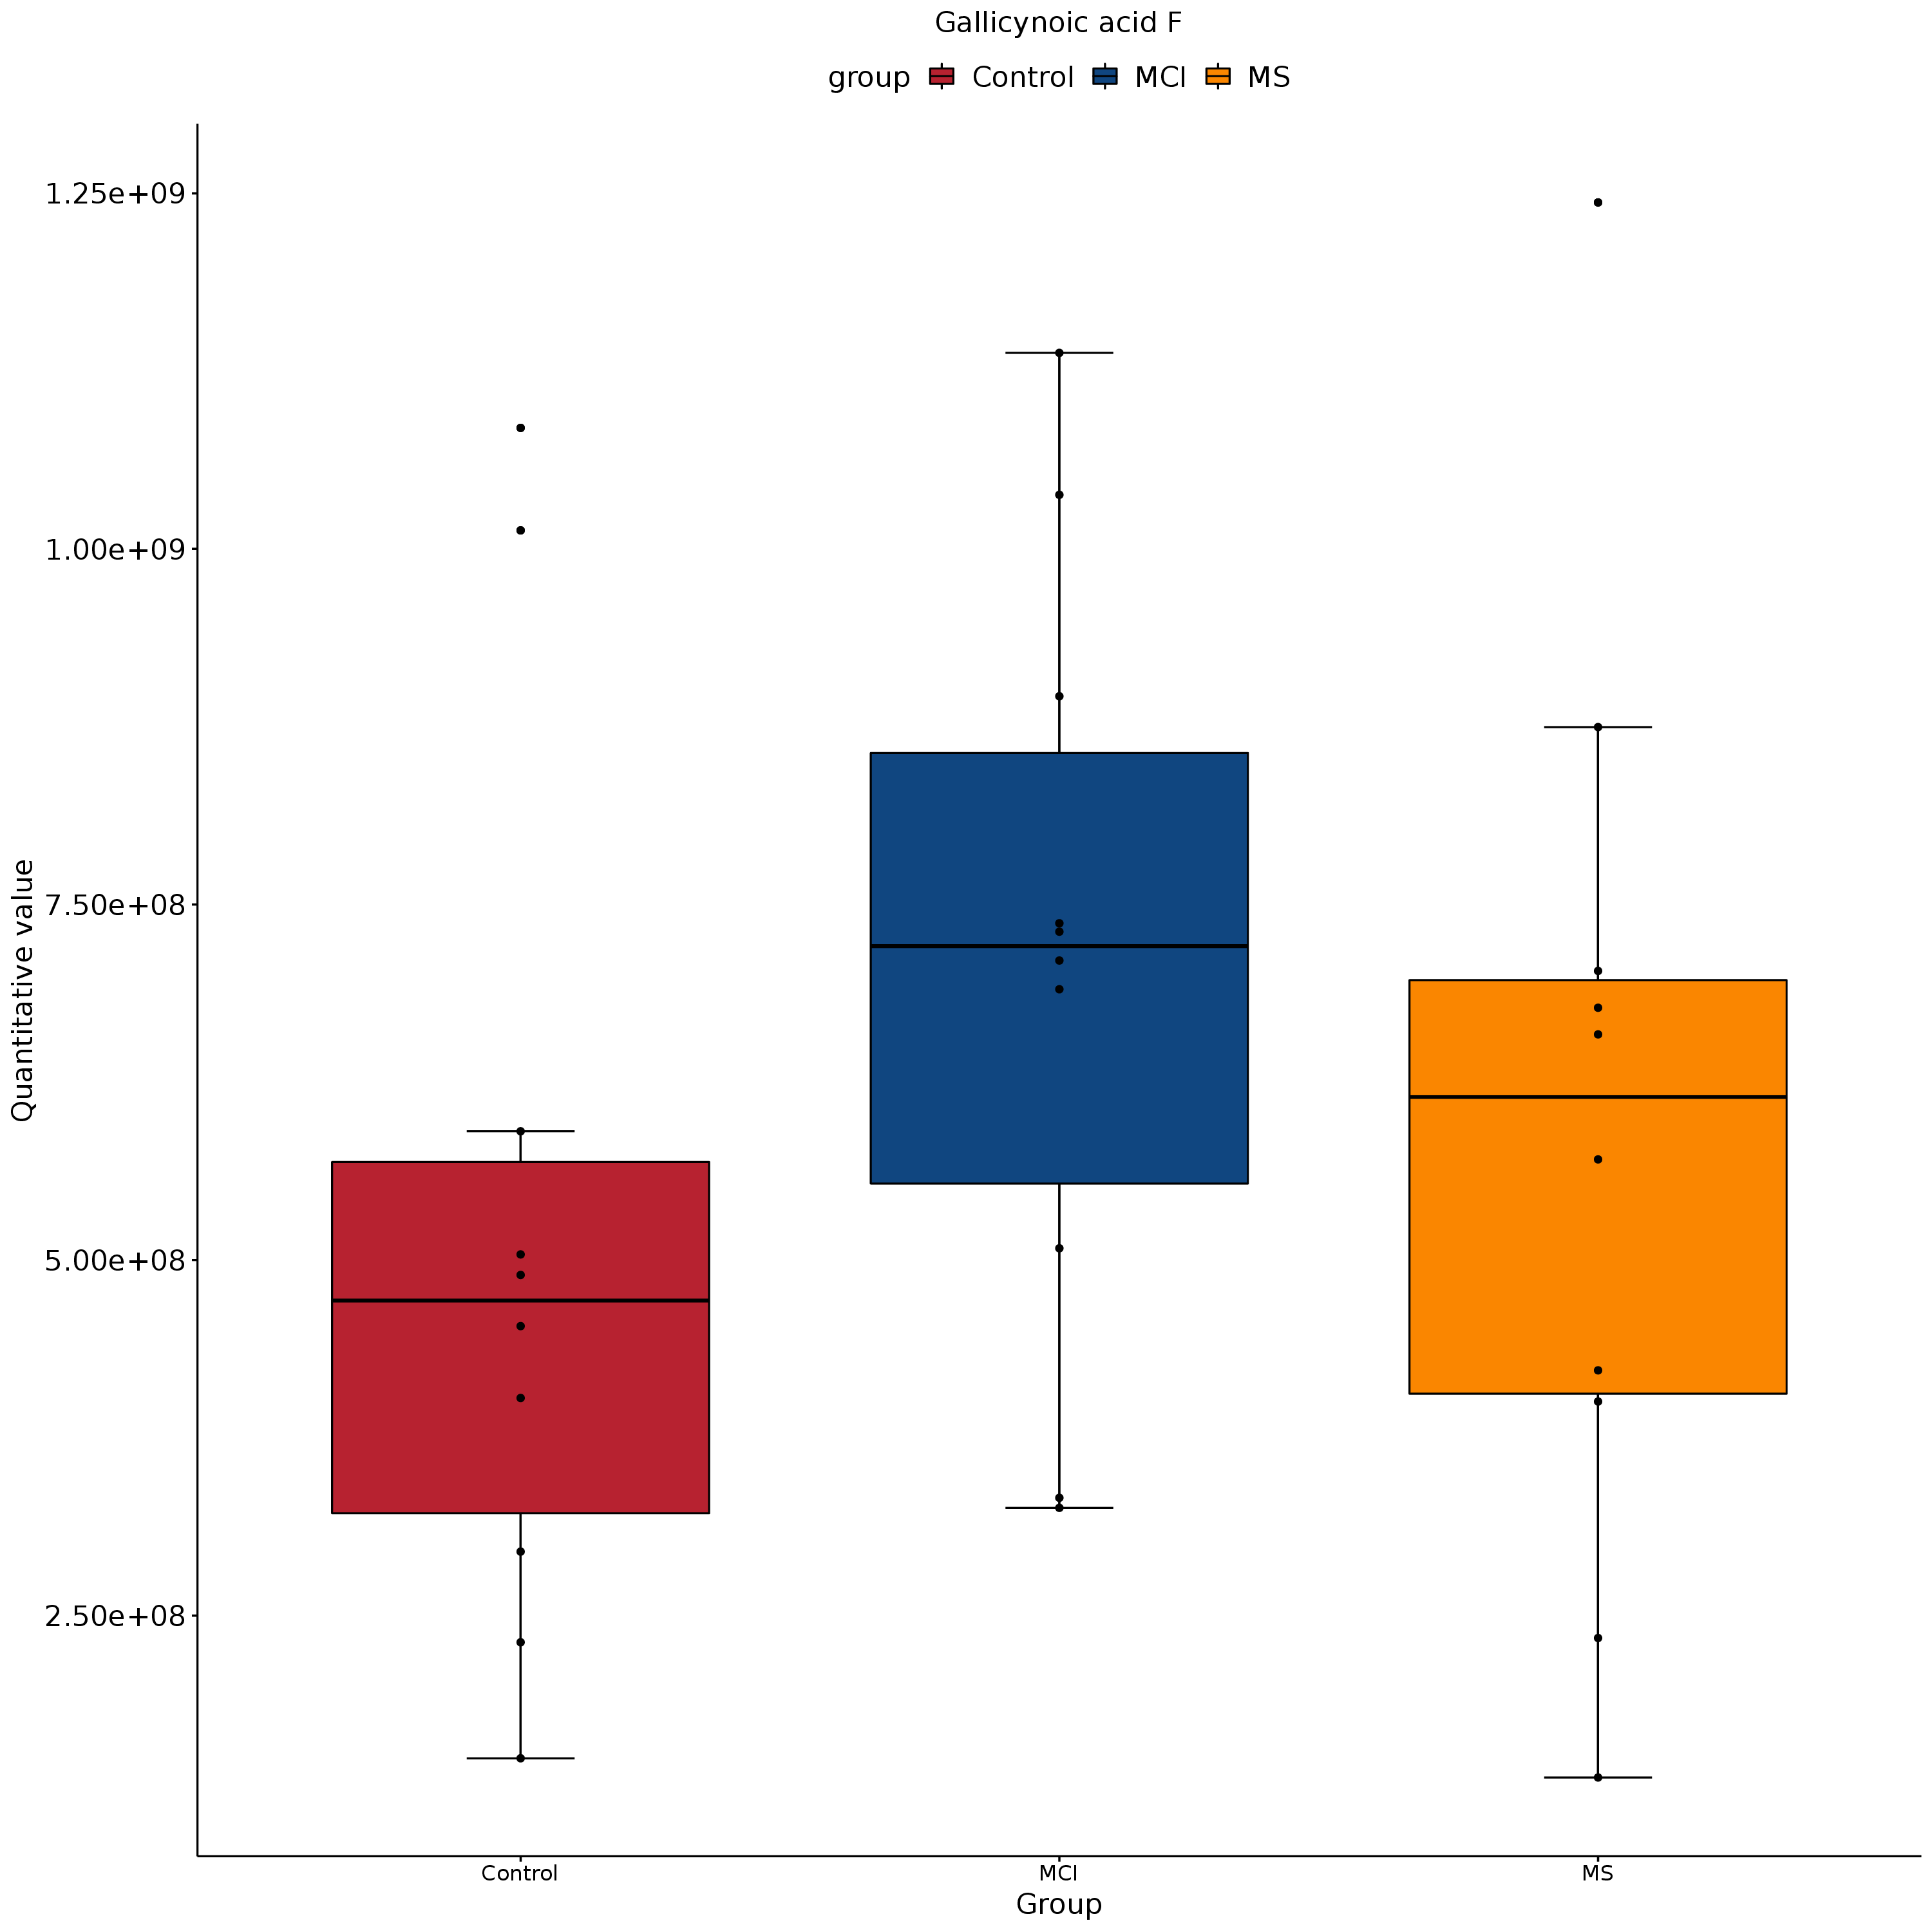 Gallicynoic acid F
group Control MCI MS
1.25e+09
1.00e+09
7.50e+08
5.00e+08
2.50e+08
Quantitative value
Control MCI MS
Group